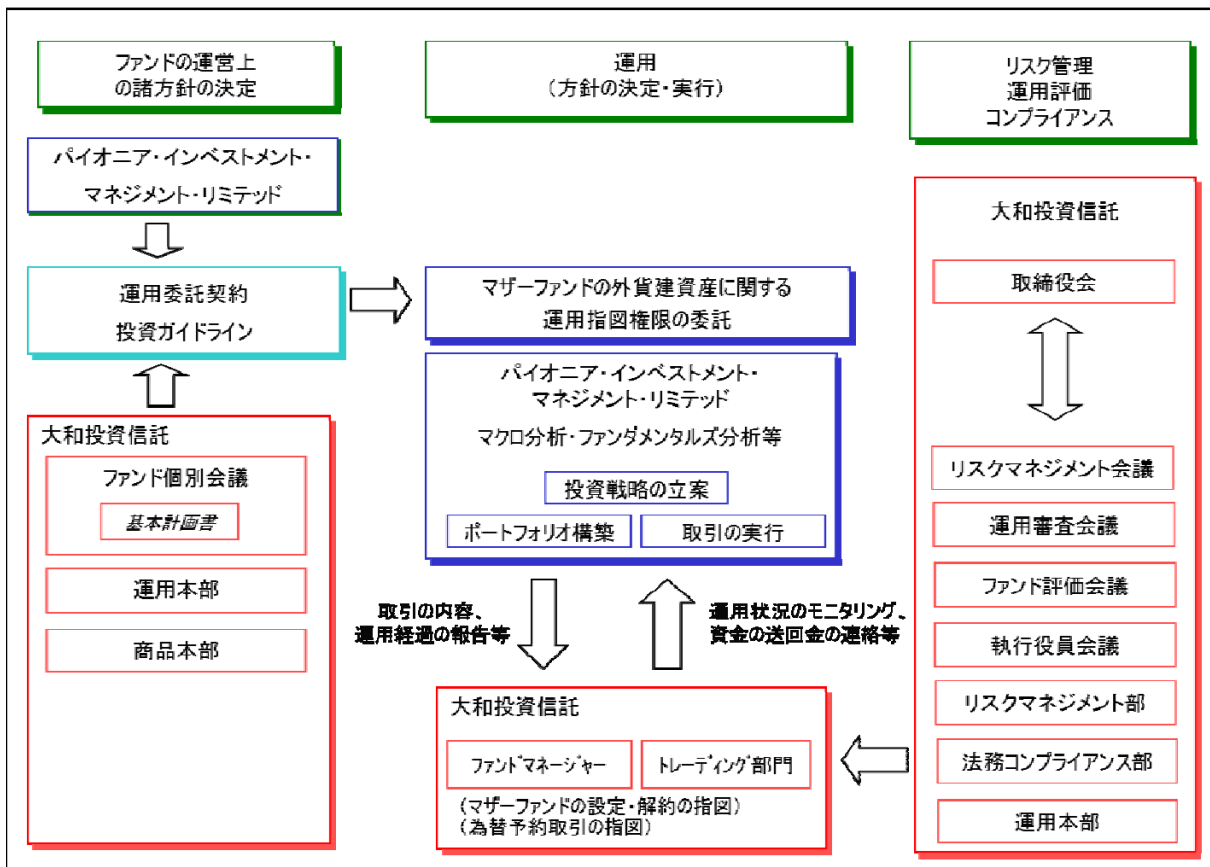 ファンドの運営上
の諸方針の決定
運用
(方針の決定・実行)
リスク管理
運用評価
コンプライアンス
パイオニア・インベストメント・
マネジメント・リミテッド
運用委託契約
投資ガイドライン
大和投資信託
ファンド個別会議
基本計画書
運用本部
商品本部
マザーファンドの外貨建資産に関する
運用指図権限の委託
パイオニア・インベストメント・
マネジメント・リミテッド
マクロ分析・ファンダメンタルズ分析等
投資戦略の立案
ポートフォリオ構築
取引の実行
取引の内容、
運用経過の報告等
運用状況のモニタリング、
資金の送回金の連絡等
大和投資信託
ファンドマネージャー
トレーディング部門
(マザーファンドの設定・解約の指図)
(為替予約取引の指図)
大和投資信託
取締役会
リスクマネジメント会議
運用審査会議
ファンド評価会議
執行役員会議
リスクマネジメント部
法務コンプライアンス部
運用本部